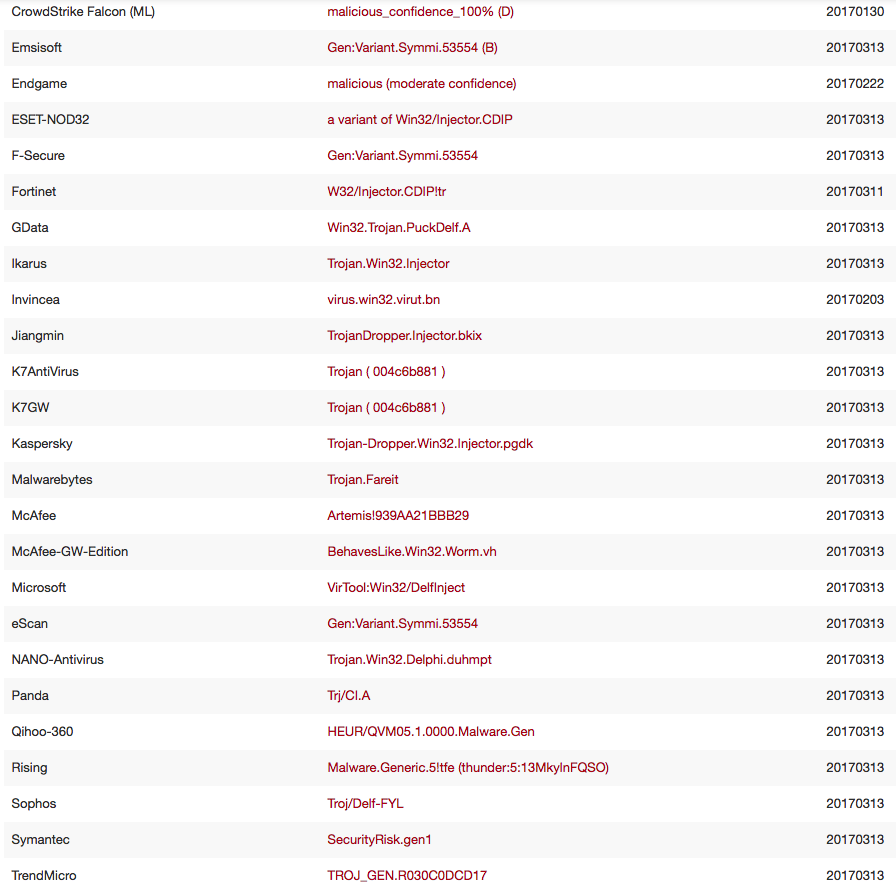 CrowdStrike Falcon (ML) malicious_confidence_100% (D) 20170130
Emsisoft Gen:Variant.Symmi.53554 (B) 20170313
Endgame malicious (moderate confidence) 20170222
ESET-NOD32 a variant of Win32/Injector.CDIP 20170313
F-Secure Gen:Variant.Symmi.53554 20170313
Fortinet W32/Injector.CDIP!tr 20170311
GData Win32.Trojan.PuckDelf.A 20170313
Ikarus Trojan.Win32.Injector 20170313
Invincea virus.win32.virut.bn 20170203
Jiangmin TrojanDropper.Injector.bkix 20170313
K7AntiVirus Trojan ( 004c6b881 ) 20170313
K7GW Trojan ( 004c6b881 ) 20170313
Kaspersky Trojan-Dropper.Win32.Injector.pgdk 20170313
Malwarebytes Trojan.Fareit 20170313
McAfee Artemis!939AA21BBB29 20170313
McAfee-GW-Edition BehavesLike.Win32.Worm.vh 20170313
Microsoft VirTool:Win32/DelfInject 20170313
eScan Gen:Variant.Symmi.53554 20170313
NANO-Antivirus Trojan.Win32.Delphi.duhmpt 20170313
Panda Trj/CI.A 20170313
Qihoo-360 HEUR/QVM05.1.0000.Malware.Gen 20170313
Rising Malware.Generic.5!tfe (thunder:5:13MkyInFQSO) 20170313
Sophos Troj/Delf-FYL 20170313
Symantec SecurityRisk.gen1 20170313
TrendMicro TROJ_GEN.R030C0DCD17 20170313